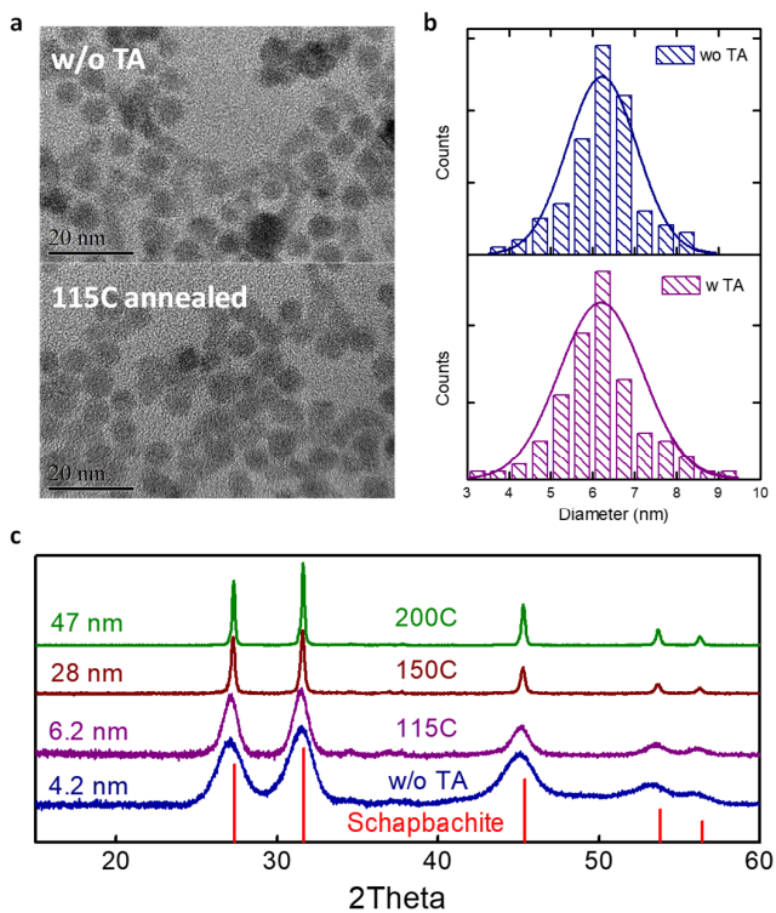 a
w/o TA
20 nm
115C annealed
20 nm
b
wo TA
Counts
w TA
Counts
3 4 5 6 7 8 9 10
Diameter (nm)
c
47 nm 200C
28 nm 150C
6.2 nm 115C
4.2 nm w/o TA
Schapbachite
20 30 40 50 60
2Theta